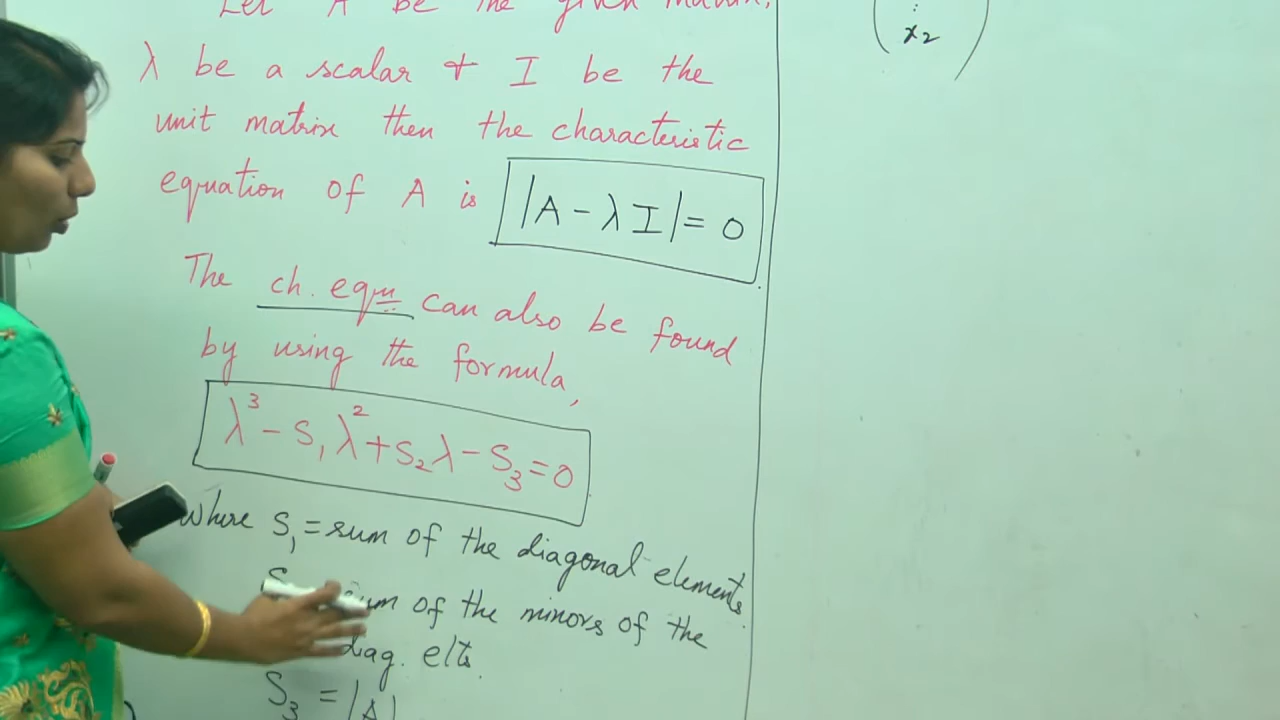 Let A be the given matrix,
λ be a scalar & I be the
unit matrix then the characteristic
equation of A is |A - λI| = 0
The ch. eqn can also be found
by using the formula,
λ³ - S₁λ² + S₂λ - S₃ = 0
where S₁ = sum of the diagonal elements
sum of the minors of the
diag. elts.
S₃ = |A|
⋮
x₂